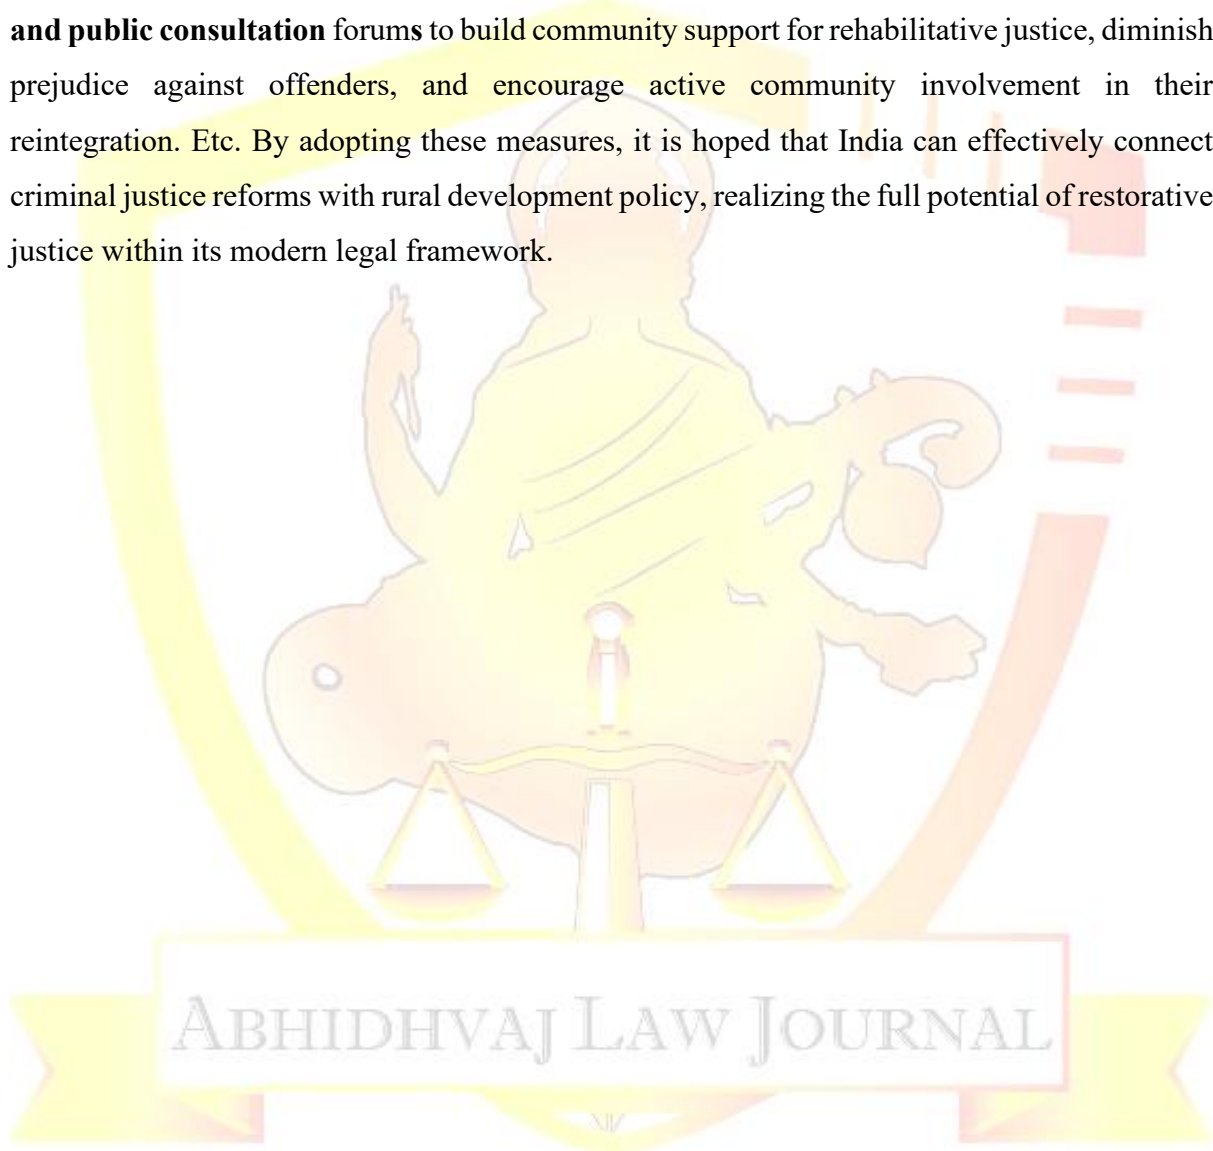 and public consultation forums to build community support for rehabilitative justice, diminish
prejudice against offenders, and encourage active community involvement in their
reintegration. Etc. By adopting these measures, it is hoped that India can effectively connect
criminal justice reforms with rural development policy, realizing the full potential of restorative
justice within its modern legal framework.
ABHIDHVAJ LAW JOURNAL